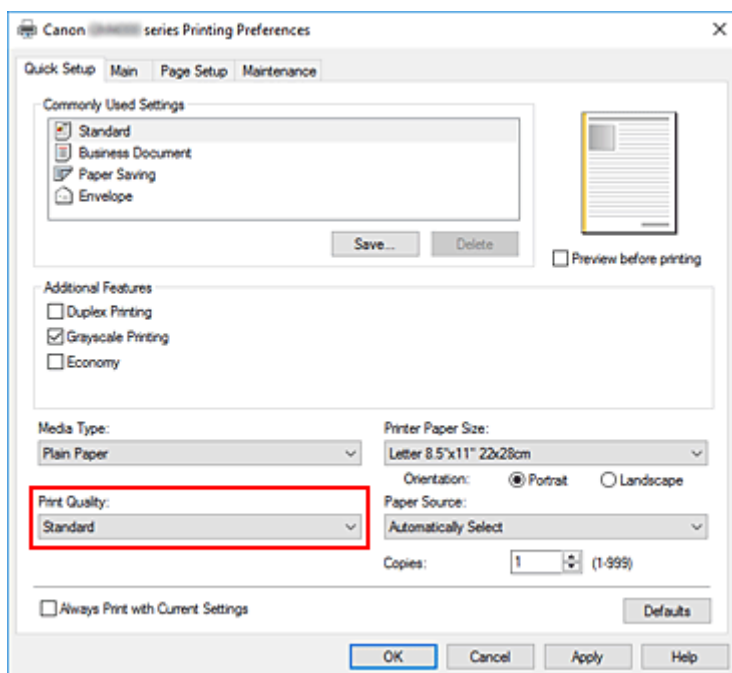 Canon series Printing Preferences
Quick Setup Main Page Setup Maintenance
Commonly Used Settings
Standard
Business Document
Paper Saving
Envelope
Save... Delete
Preview before printing
Additional Features
Duplex Printing
Grayscale Printing
Economy
Media Type: Printer Paper Size:
Plain Paper Letter 8.5"x11" 22x28cm
Orientation: Portrait Landscape
Print Quality: Paper Source:
Standard Automatically Select
Copies: 1 (1-999)
Always Print with Current Settings Defaults
OK Cancel Apply Help